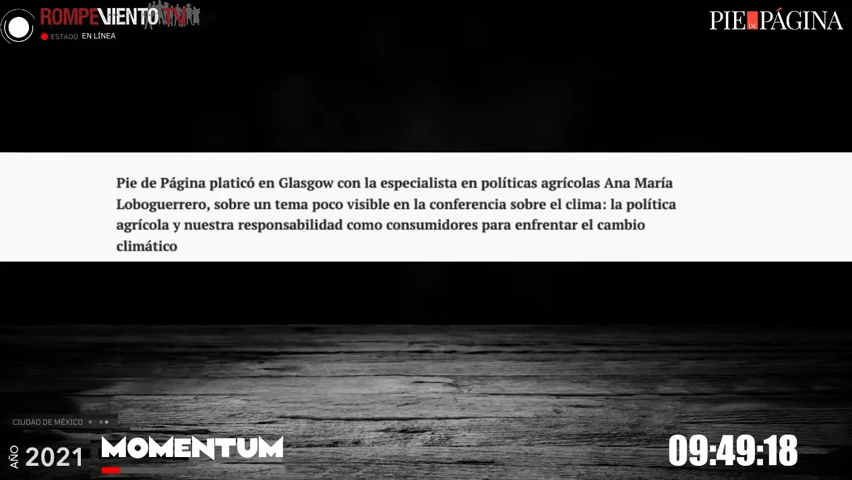 ROMPEVIENTO TV
ESTADO EN LÍNEA
PIE DE PÁGINA
Pie de Página platicó en Glasgow con la especialista en políticas agrícolas Ana María
Loboguerrero, sobre un tema poco visible en la conferencia sobre el clima: la política
agrícola y nuestra responsabilidad como consumidores para enfrentar el cambio
climático
CIUDAD DE MÉXICO
AÑO 2021
MOMENTUM
09:49:18